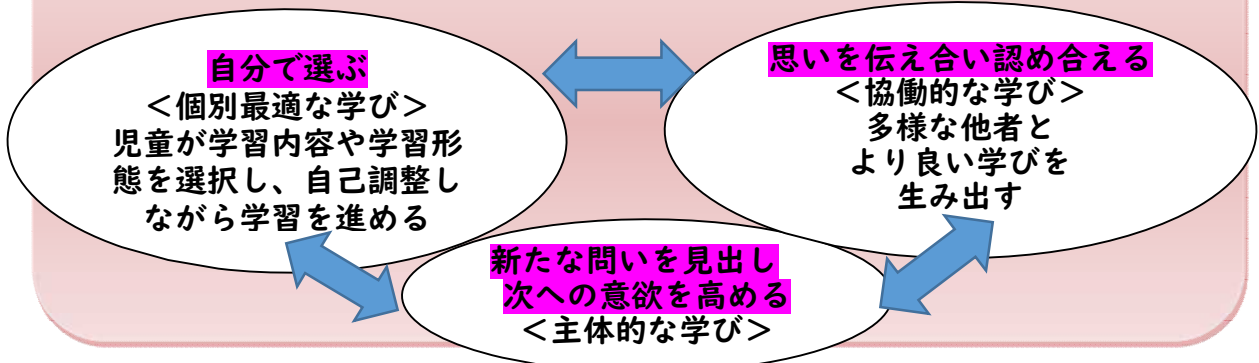 自分で選ぶ
<個別最適な学び>
児童が学習内容や学習形
態を選択し、自己調整し
ながら学習を進める
思いを伝え合い認め合える
<協働的な学び>
多様な他者と
より良い学びを
生み出す
新たな問いを見出し
次への意欲を高める
<主体的な学び>